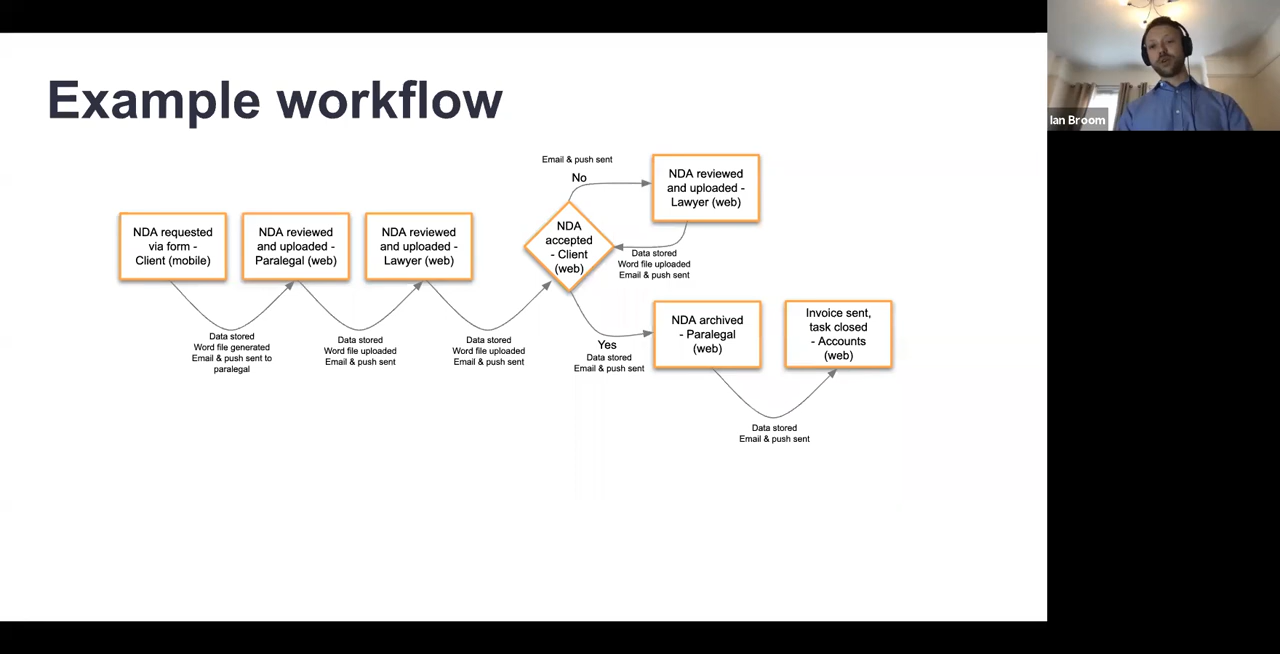 Example workflow
Ian Broom
NDA requested
via form -
Client (mobile)
Data stored
Word file generated
Email & push sent to
paralegal
NDA reviewed
and uploaded -
Paralegal (web)
Data stored
Word file uploaded
Email & push sent
NDA reviewed
and uploaded -
Lawyer (web)
Data stored
Word file uploaded
Email & push sent
NDA
accepted
- Client
(web)
Email & push sent
No
NDA reviewed
and uploaded -
Lawyer (web)
Data stored
Word file uploaded
Email & push sent
Yes
Data stored
Email & push sent
NDA archived
- Paralegal
(web)
Data stored
Email & push sent
Invoice sent,
task closed
- Accounts
(web)